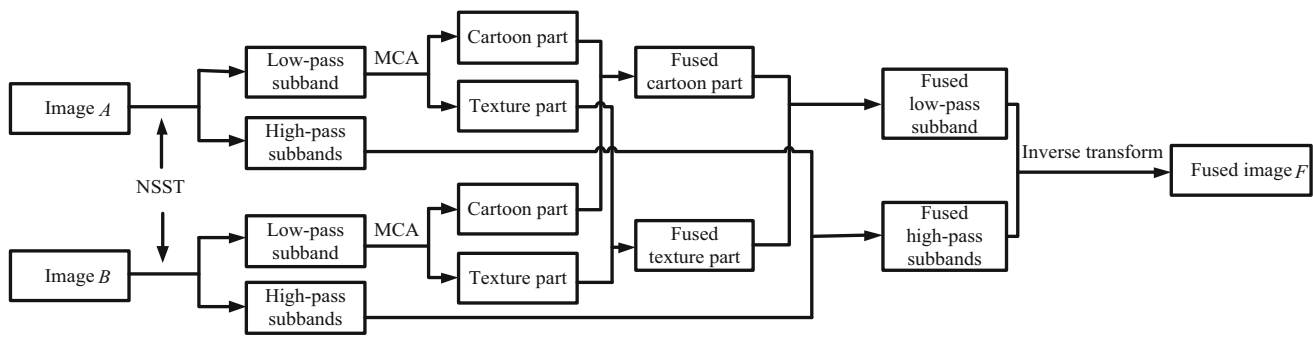 Image A
NSST
Image B
Low-pass
subband
High-pass
subbands
Low-pass
subband
High-pass
subbands
MCA
MCA
Cartoon part
Texture part
Cartoon part
Texture part
Fused
cartoon part
Fused
texture part
Fused
low-pass
subband
Fused
high-pass
subbands
Inverse transform
Fused image F